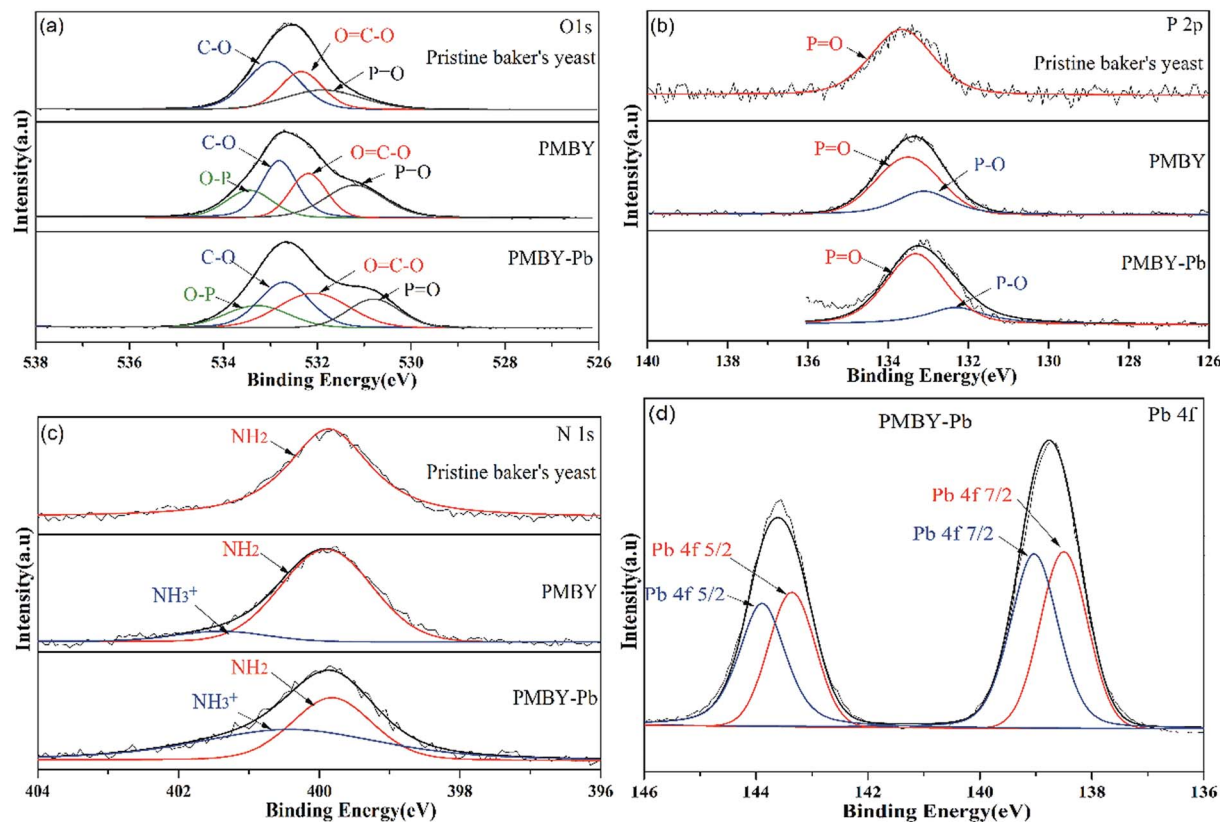 (a)
O1s
C-O
O=C-O
P=O
Pristine baker's yeast
PMBY
C-O
O=C-O
O-P
P=O
PMBY-Pb
C-O
O=C-O
O-P
P=O
Intensity(a.u)
538 536 534 532 530 528 526
Binding Energy(eV)
(b)
P 2p
P=O
Pristine baker's yeast
PMBY
P=O
P-O
PMBY-Pb
P=O
P-O
Intensity(a.u)
140 138 136 134 132 130 128 126
Binding Energy(eV)
(c)
N 1s
NH2
Pristine baker's yeast
NH2
PMBY
NH3+
NH2
PMBY-Pb
NH3+
Intensity(a.u)
404 402 400 398 396
Binding Energy(eV)
(d)
PMBY-Pb
Pb 4f
Pb 4f 7/2
Pb 4f 7/2
Pb 4f 5/2
Pb 4f 5/2
Intensity(a.u)
146 144 142 140 138 136
Binding Energy(eV)